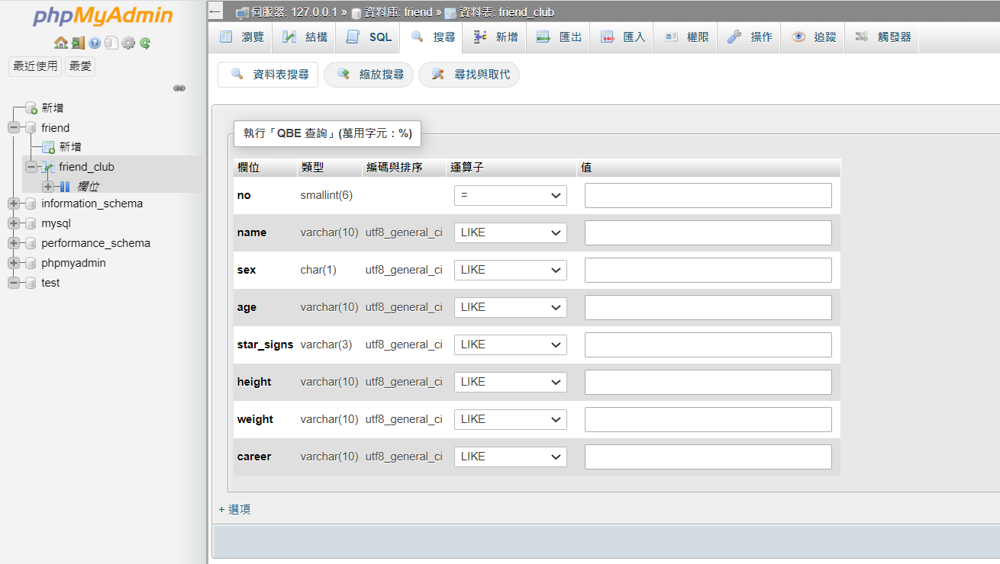 phpMyAdmin
最近使用 最愛
新增
friend
新增
friend_club
欄位
information_schema
mysql
performance_schema
phpmyadmin
test
← 伺服器: 127.0.0.1 » 資料庫: friend » 資料表: friend_club
瀏覽 結構 SQL 搜尋 新增 匯出 匯入 權限 操作 追蹤 觸發器
資料表搜尋 縮放搜尋 尋找與取代
執行「QBE 查詢」(萬用字元：%)
欄位 類型 編碼與排序 運算子 值
no smallint(6) =
name varchar(10) utf8_general_ci LIKE
sex char(1) utf8_general_ci LIKE
age varchar(10) utf8_general_ci LIKE
star_signs varchar(3) utf8_general_ci LIKE
height varchar(10) utf8_general_ci LIKE
weight varchar(10) utf8_general_ci LIKE
career varchar(10) utf8_general_ci LIKE
+ 選項